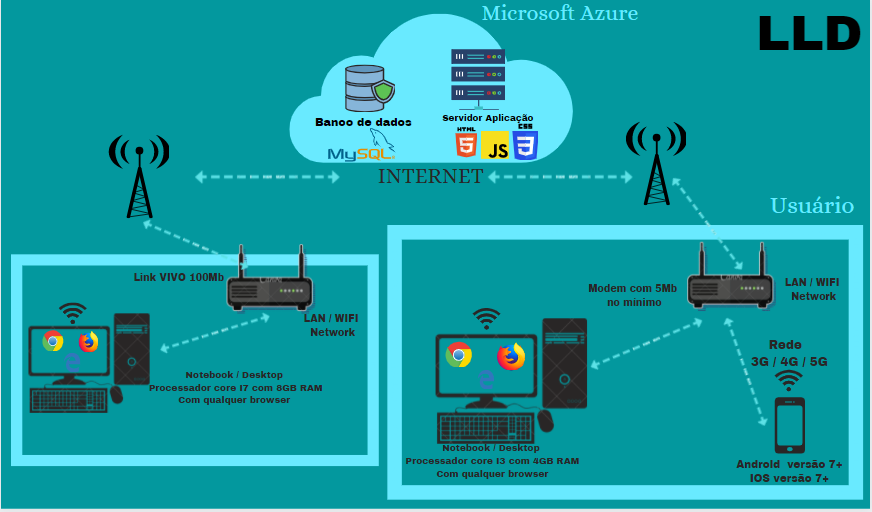 Microsoft Azure
LLD
Banco de dados
MySQL
Servidor Aplicação
HTML
5
JS
CSS
3
INTERNET
Usuário
Link VIVO 100Mb
LAN / WIFI
Network
Notebook / Desktop
Processador core I7 com 8GB RAM
Com qualquer browser
Modem com 5Mb
no mínimo
LAN / WIFI
Network
Rede
3G / 4G / 5G
Notebook / Desktop
Processador core I3 com 4GB RAM
Com qualquer browser
Android versão 7+
IOS versão 7+